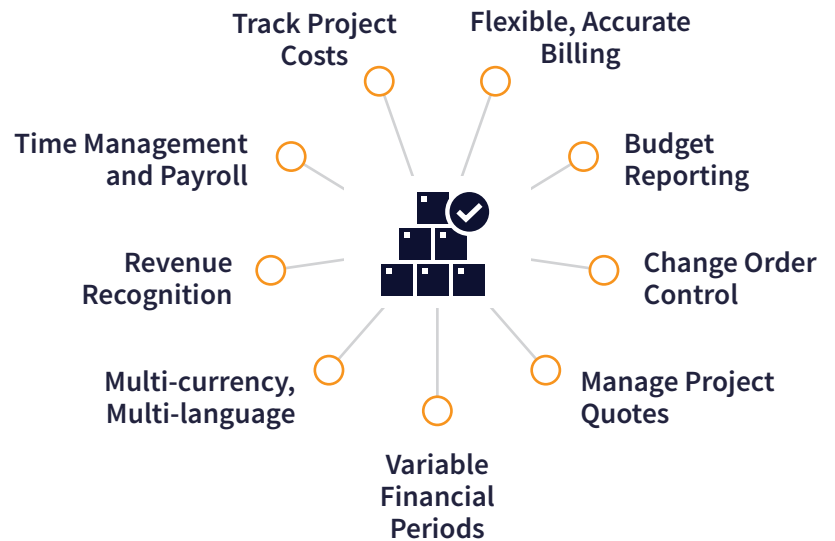 Track Project
Costs
Flexible, Accurate
Billing
Time Management
and Payroll
Budget
Reporting
Revenue
Recognition
Change Order
Control
Multi-currency,
Multi-language
Manage Project
Quotes
Variable
Financial
Periods